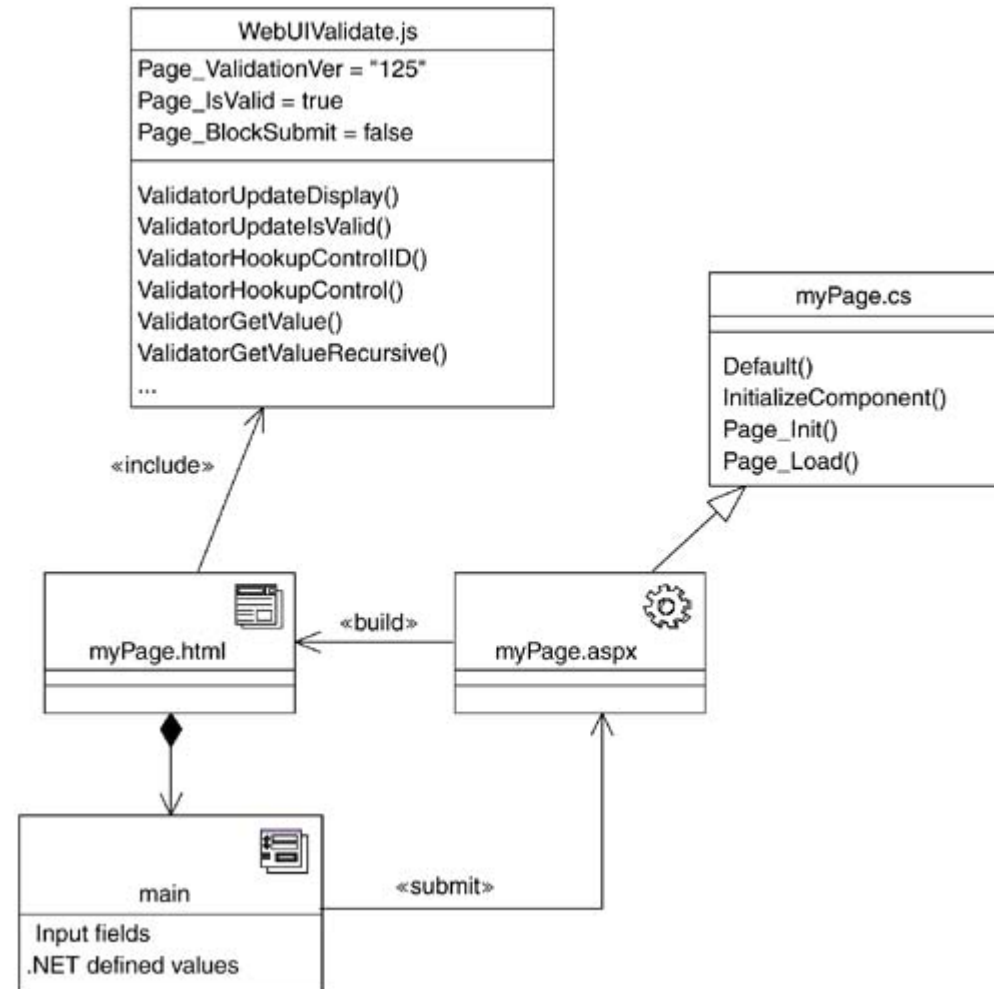 WebUIValidate.js
Page_ValidationVer = "125"
Page_IsValid = true
Page_BlockSubmit = false
ValidatorUpdateDisplay()
ValidatorUpdateIsValid()
ValidatorHookupControlID()
ValidatorHookupControl()
ValidatorGetValue()
ValidatorGetValueRecursive()
...
myPage.cs
Default()
InitializeComponent()
Page_Init()
Page_Load()
«include»
myPage.html
«build»
myPage.aspx
main
Input fields
.NET defined values
«submit»